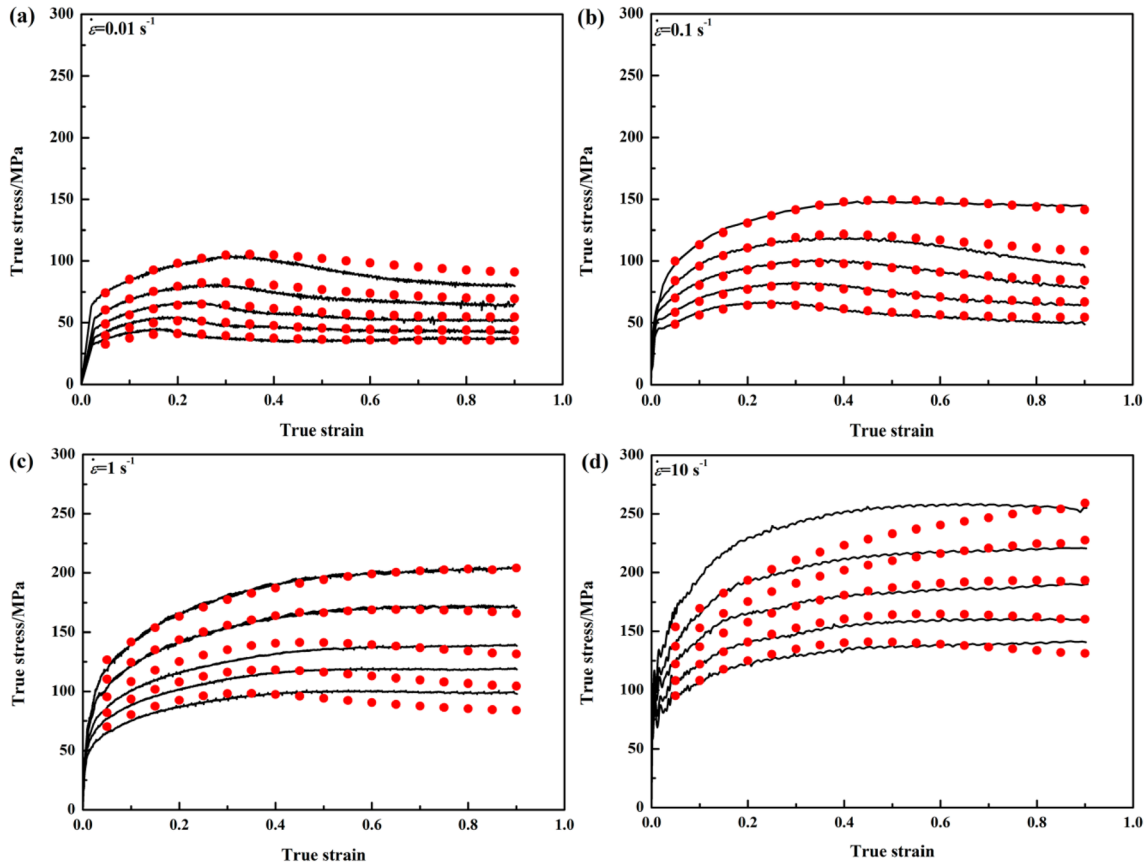 (a)
ε̇=0.01 s⁻¹
300
250
200
150
100
50
0
True stress/MPa
0.0 0.2 0.4 0.6 0.8 1.0
True strain
(b)
ε̇=0.1 s⁻¹
300
250
200
150
100
50
0
True stress/MPa
0.0 0.2 0.4 0.6 0.8 1.0
True strain
(c)
ε̇=1 s⁻¹
300
250
200
150
100
50
0
True stress/MPa
0.0 0.2 0.4 0.6 0.8 1.0
True strain
(d)
ε̇=10 s⁻¹
300
250
200
150
100
50
0
True stress/MPa
0.0 0.2 0.4 0.6 0.8 1.0
True strain